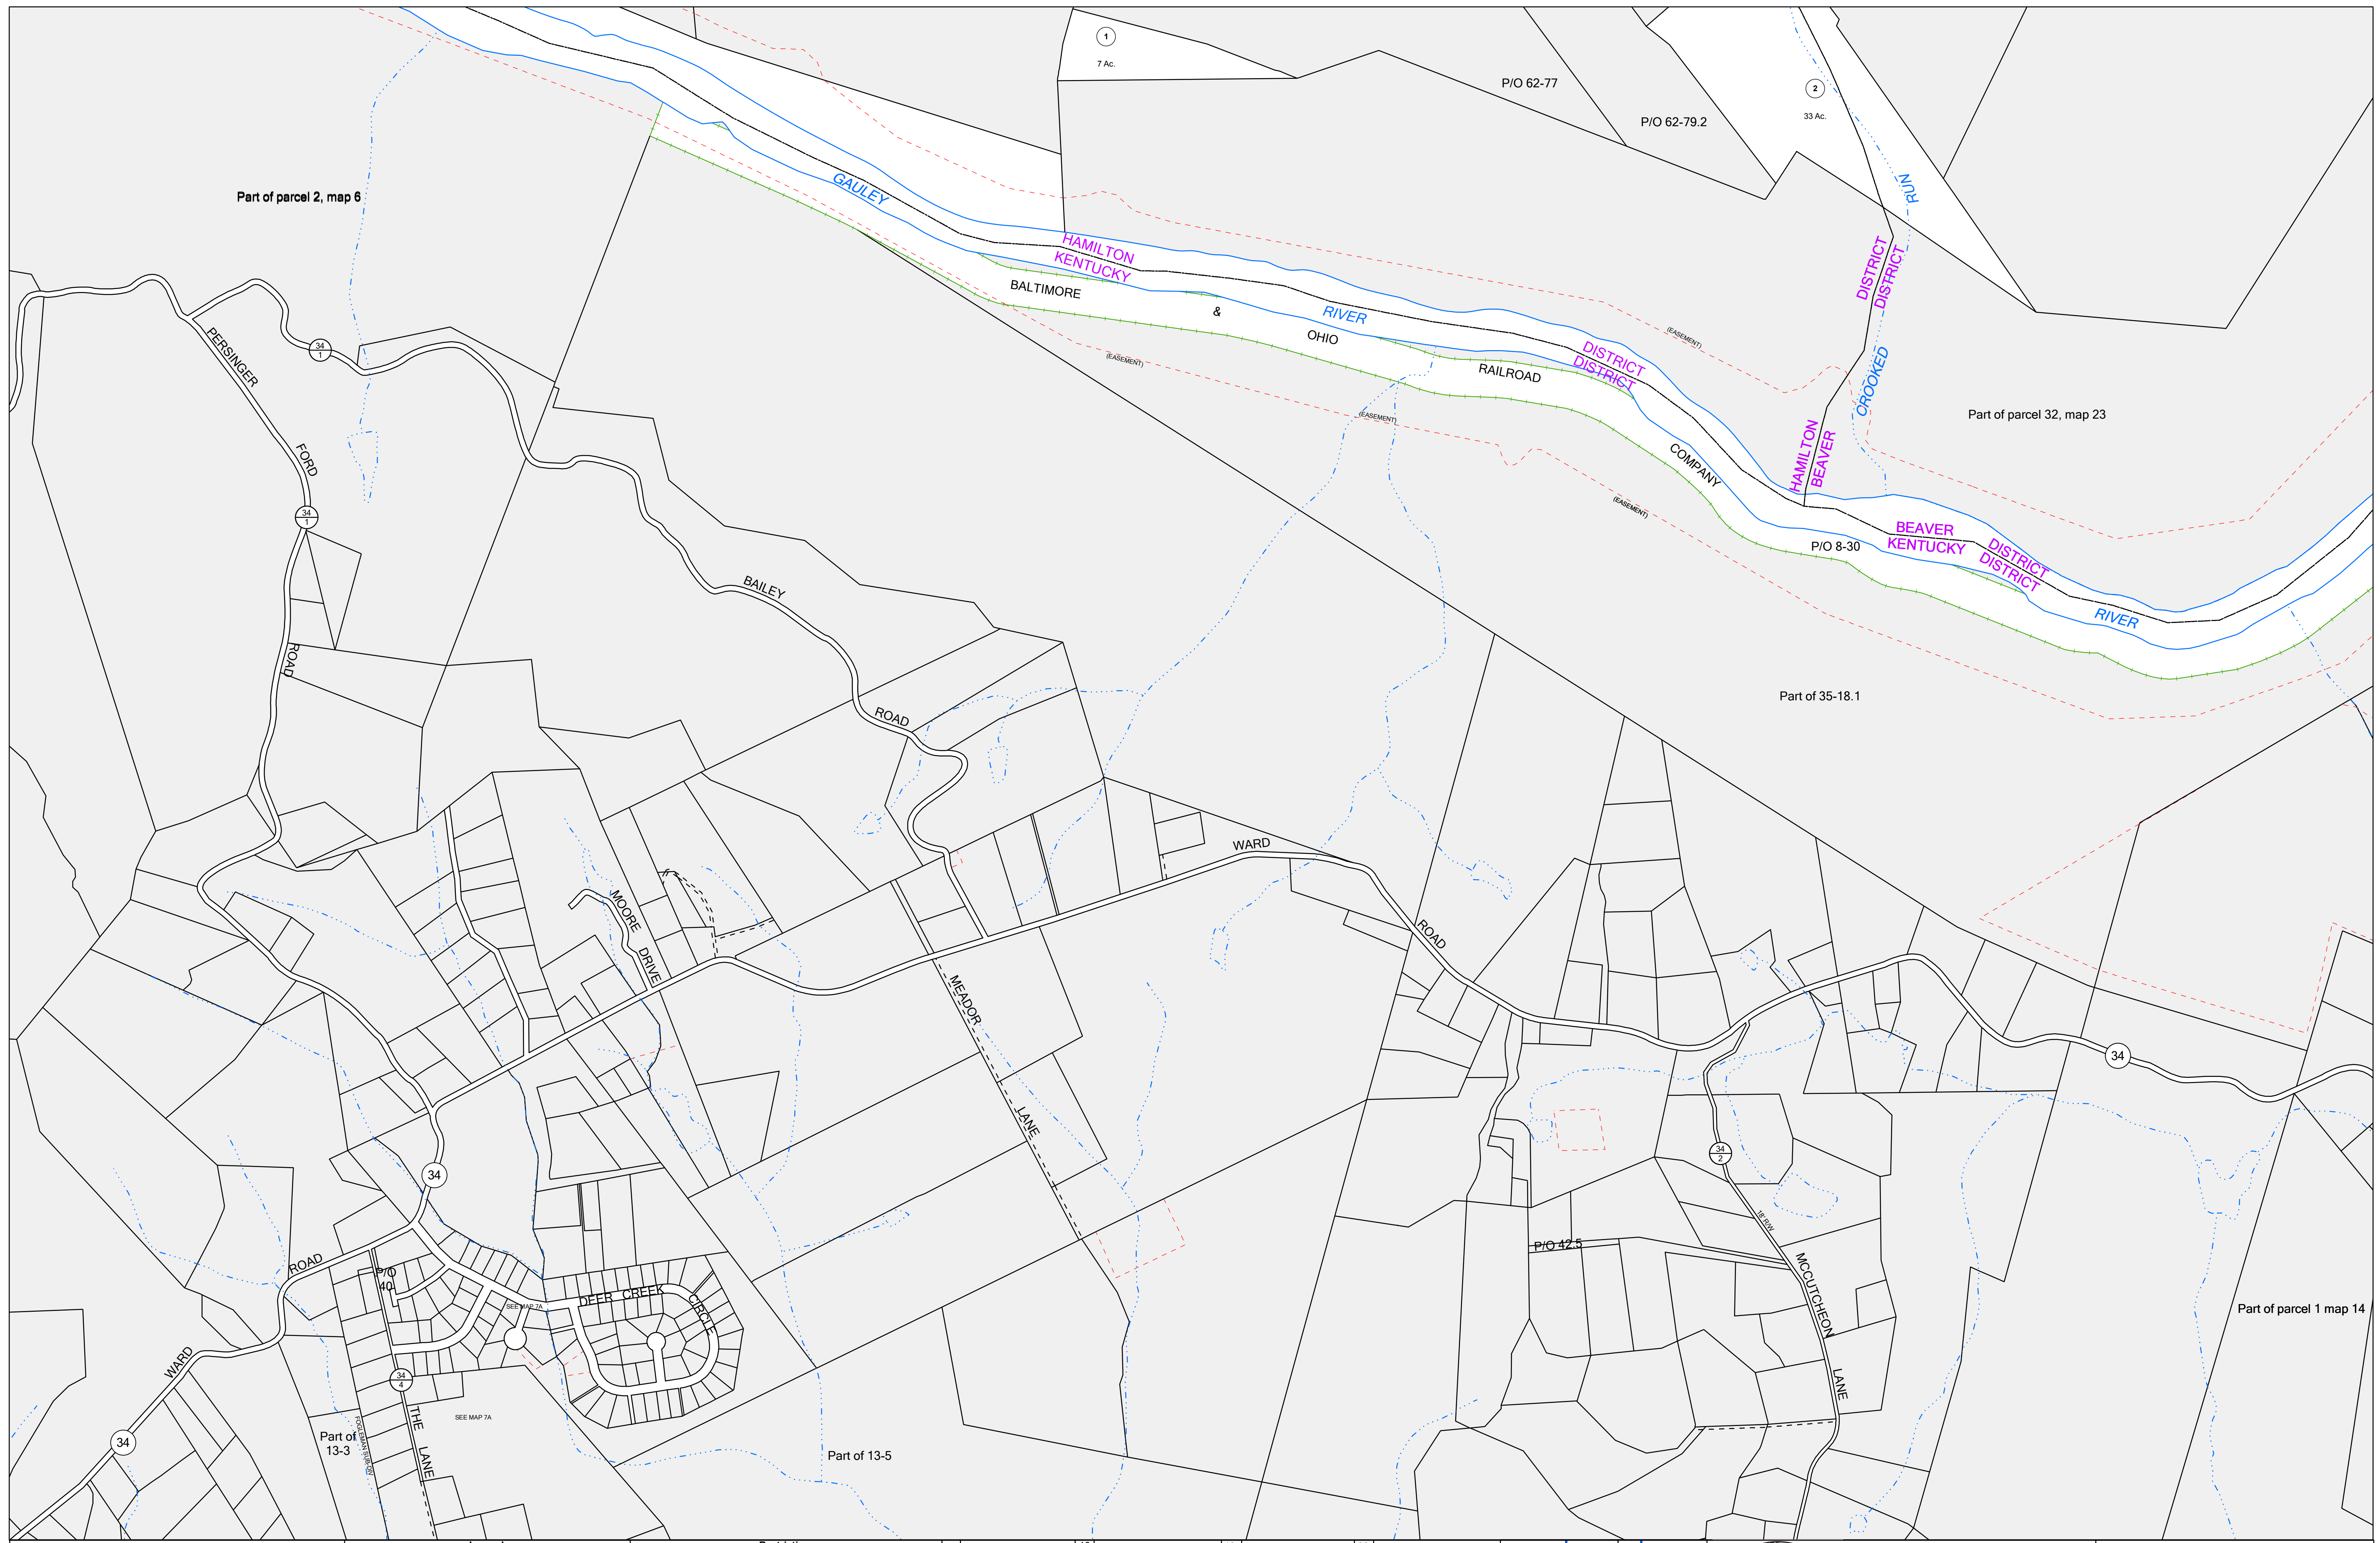 1
7 Ac.
P/O 62-77
P/O 62-79.2
2
33 Ac.
RUN
Part of parcel 2, map 6
GAULEY
HAMILTON
KENTUCKY
DISTRICT
DISTRICT
BALTIMORE
&
OHIO
RIVER
RAILROAD
DISTRICT
DISTRICT
(EASEMENT)
(EASEMENT)
(EASEMENT)
CROOKED
Part of parcel 32, map 23
PERSINGER
34
1
FORD
COMPANY
HAMILTON
BEAVER
(EASEMENT)
34
1
BEAVER
KENTUCKY
DISTRICT
DISTRICT
P/O 8-30
RIVER
BAILEY
ROAD
ROAD
Part of 35-18.1
WARD
ROAD
MOORE
DRIVE
MEADOR
LANE
34
34
34
2
18' R/W
P/O 42.5
MCCUTCHEON
LANE
ROAD
P/O
40
SEE MAP 7A
DEER CREEK
CIRCLE
Part of parcel 1 map 14
WARD
34
4
SEE MAP 7A
THE
LANE
FOGLEMAN SUB-DIV
Part of
13-3
34
Part of 13-5